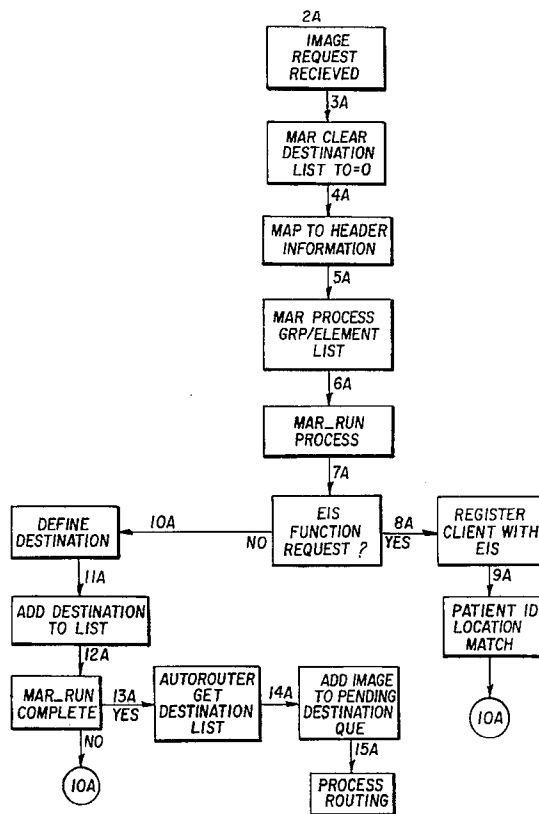 2A
IMAGE
REQUEST
RECIEVED
3A
MAR CLEAR
DESTINATION
LIST TO=0
4A
MAP TO HEADER
INFORMATION
5A
MAR PROCESS
GRP/ELEMENT
LIST
6A
MAR_RUN
PROCESS
7A
EIS
FUNCTION
REQUEST ?
10A
NO
8A
YES
DEFINE
DESTINATION
REGISTER
CLIENT WITH
EIS
11A
9A
ADD DESTINATION
TO LIST
PATIENT ID
LOCATION
MATCH
12A
MAR_RUN
COMPLETE
13A
YES
AUTOROUTER
GET
DESTINATION
LIST
14A
ADD IMAGE
TO PENDING
DESTINATION
QUE
10A
NO
15A
10A
PROCESS
ROUTING